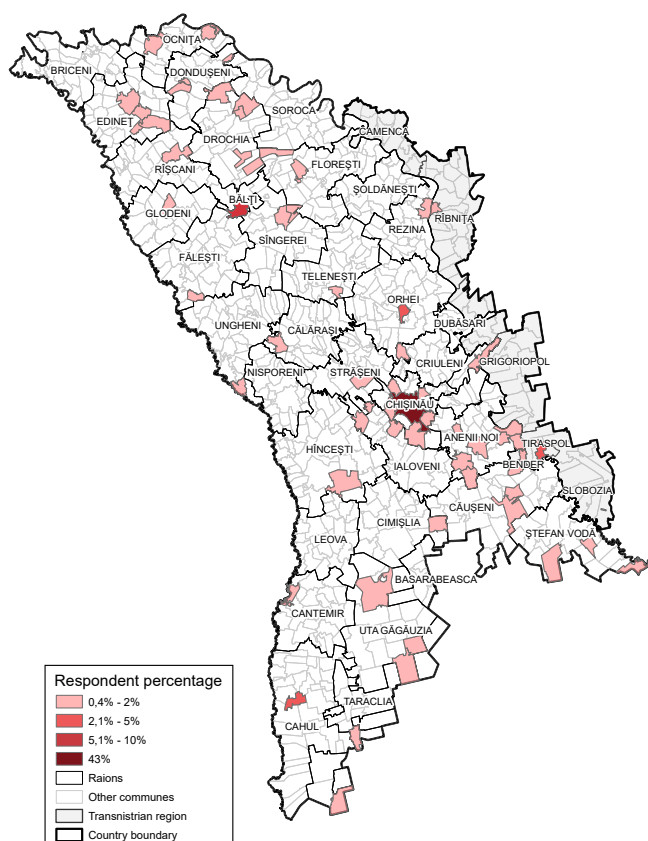 OCNIȚA
BRICENI
DONDUȘENI
SOROCA
EDINEȚ
CAMENCA
DROCHIA
FLOREȘTI
RÎȘCANI
ȘOLDĂNEȘTI
BĂLȚI
GLODENI
REZINA
RÎBNIȚA
SÎNGEREI
FĂLEȘTI
TELENEȘTI
ORHEI
DUBĂSARI
UNGHENI
CĂLĂRAȘI
CRIULENI
GRIGORIOPOL
NISPORENI
STRĂȘENI
CHIȘINĂU
ANENII NOI
TIRASPOL
HÎNCEȘTI
IALOVENI
BENDER
SLOBOZIA
CĂUȘENI
CIMIȘLIA
ȘTEFAN VODĂ
LEOVA
BASARABEASCA
CANTEMIR
UTA GĂGĂUZIA
TARACLIA
CAHUL
Respondent percentage
0,4% - 2%
2,1% - 5%
5,1% - 10%
43%
Raions
Other communes
Transnistrian region
Country boundary